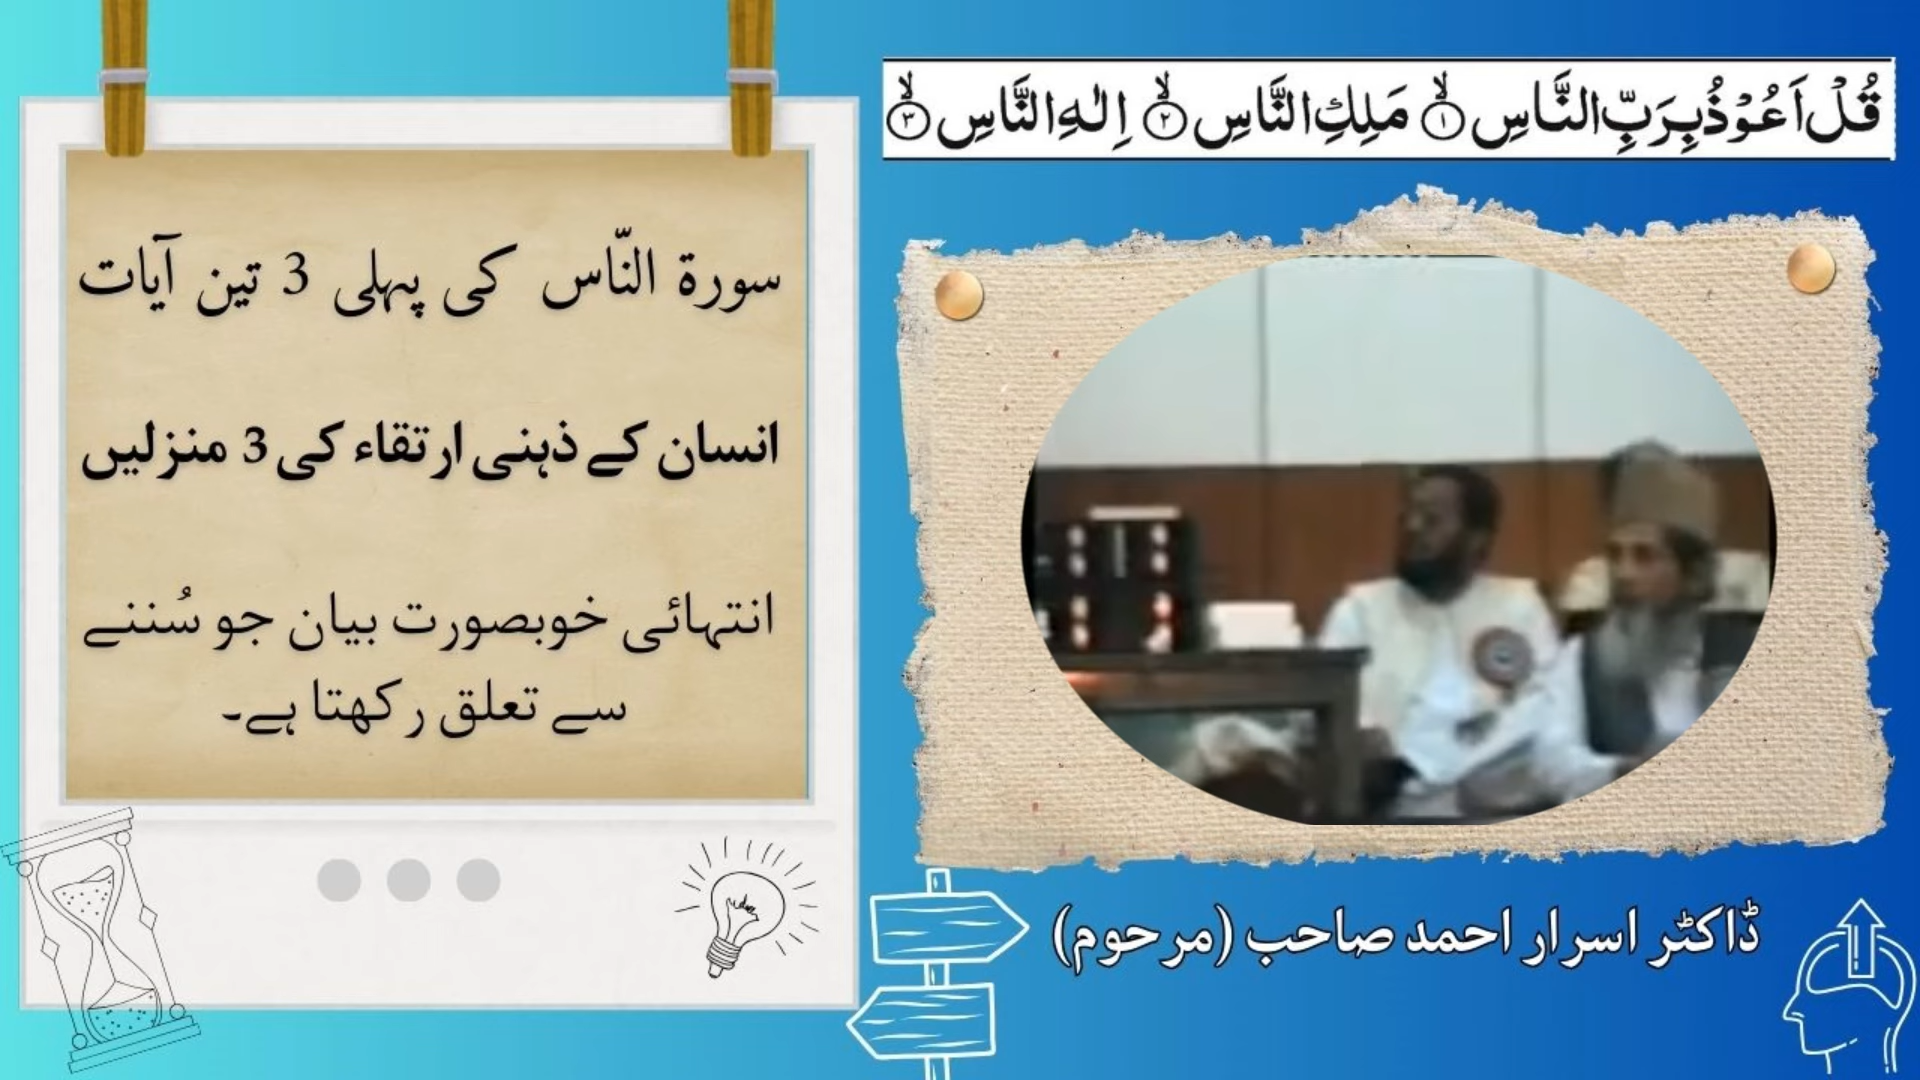 قُلۡ اَعُوۡذُ بِرَبِّ النَّاسِۙ‏ ﴿۱﴾ مَلِكِ النَّاسِۙ‏ ﴿۲﴾ اِلٰهِ النَّاسِۙ‏ ﴿۳﴾
سورۃ النّاس کی پہلی 3 تین آیات
انسان کے ذہنی ارتقاء کی 3 منزلیں
انتہائی خوبصورت بیان جو سُننے
سے تعلق رکھتا ہے۔
ڈاکٹر اسرار احمد صاحب (مرحوم)